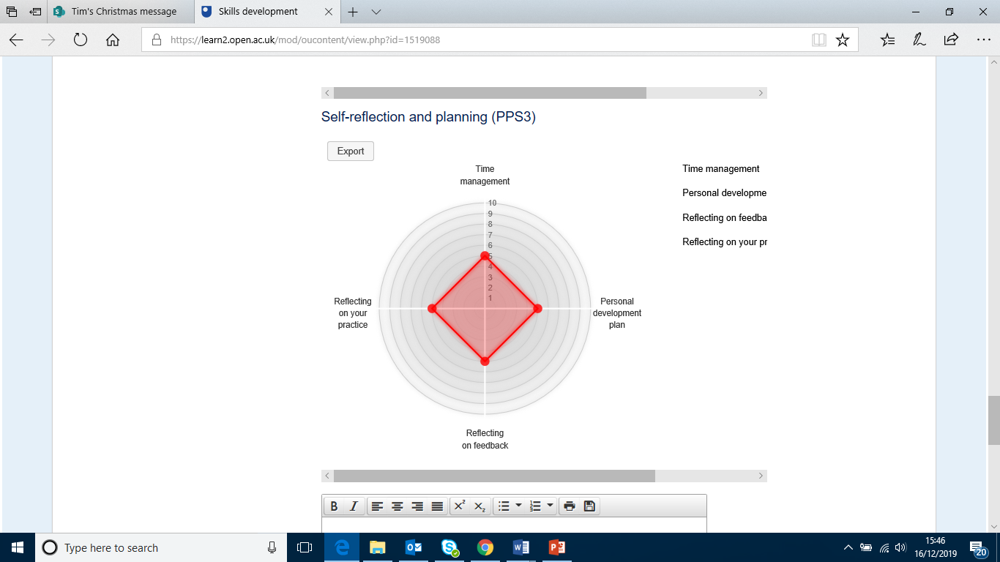 Tim's Christmas message
Skills development
https://learn2.open.ac.uk/mod/oucontent/view.php?id=1519088
Self-reflection and planning (PPS3)
Export
Time
management
10
9
8
7
6
5
4
3
2
1
Reflecting
on your
practice
Personal
development
plan
Reflecting
on feedback
Time management
Personal developme
Reflecting on feedba
Reflecting on your pr
B I x² x₂
Type here to search
15:46
16/12/2019
20